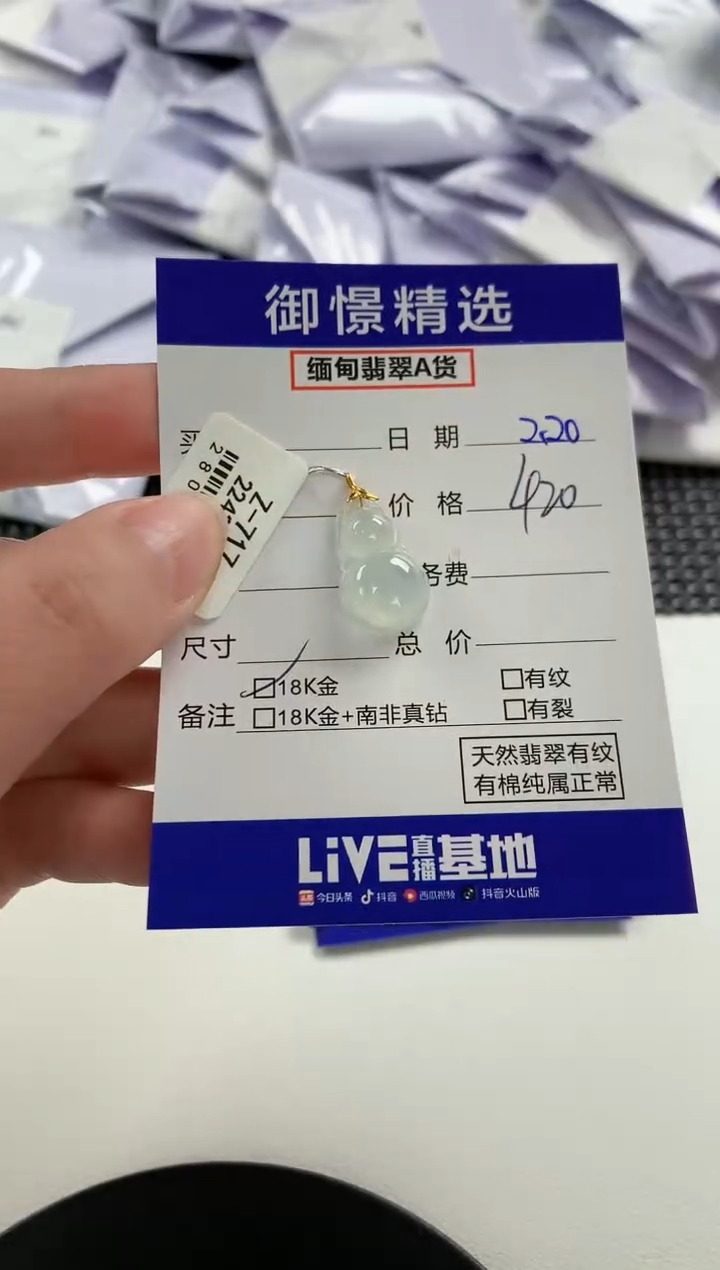 御憬精选
缅甸翡翠A货
日 期 2.20
Z-717
价 格 420
务费
尺寸
总 价
备注
18K金
有纹
18K金+南非真钻
有裂
天然翡翠有纹
有棉纯属正常
LiVE直播基地
今日头条 抖音 西瓜视频 抖音火山版